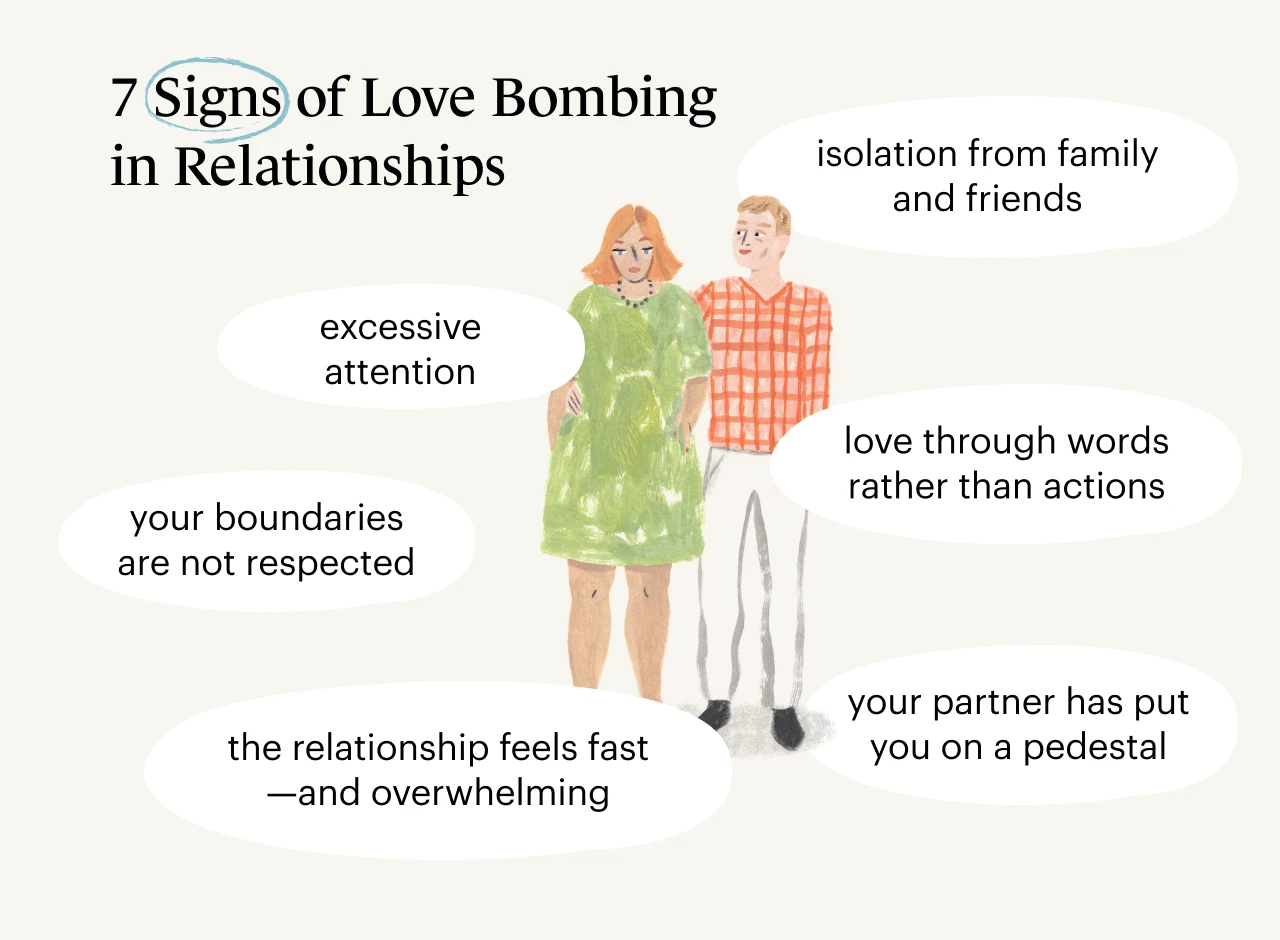 7 Signs of Love Bombing
in Relationships
isolation from family
and friends
excessive
attention
love through words
rather than actions
your boundaries
are not respected
your partner has put
you on a pedestal
the relationship feels fast
—and overwhelming